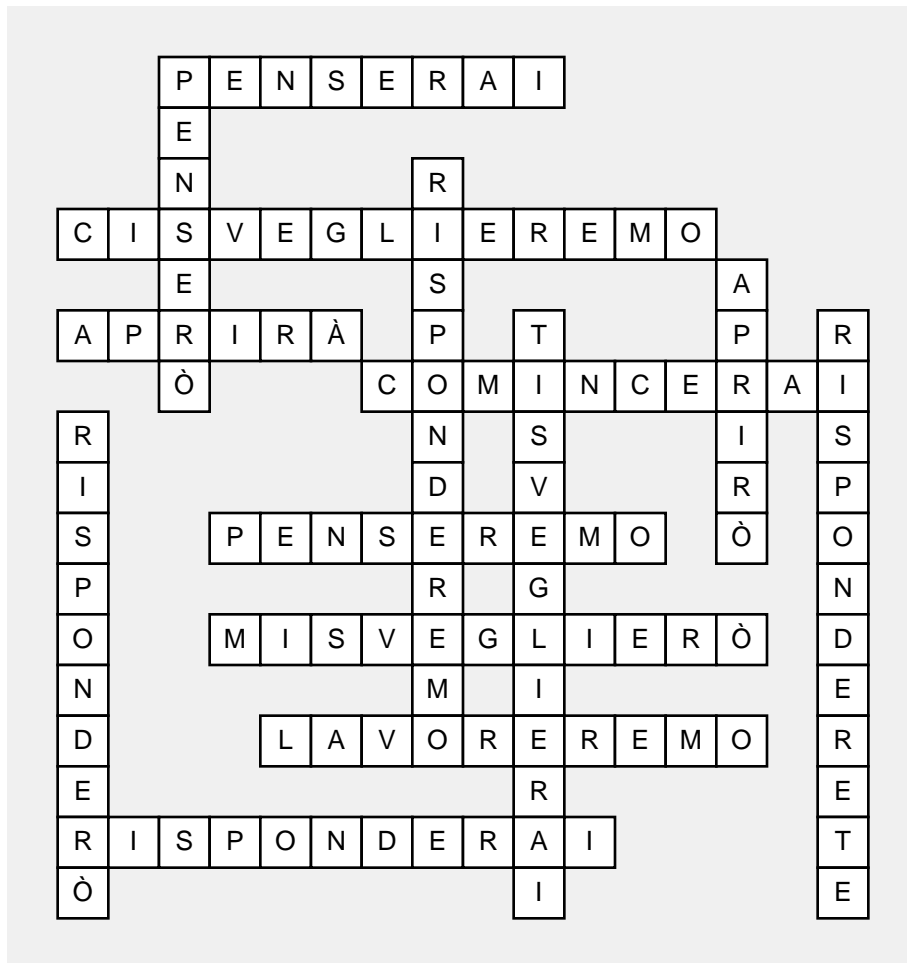 PENSERAI
PENSERÒ
RISPONDEREMO
CISVEGLIEREMO
APRIRÒ
APRIRÀ
TISVEGLIERAI
RISPONDERETE
COMINCERAI
RISPONDERÒ
PENSEREMO
MISVEGLIERÒ
LAVOREREMO
RISPONDERAI